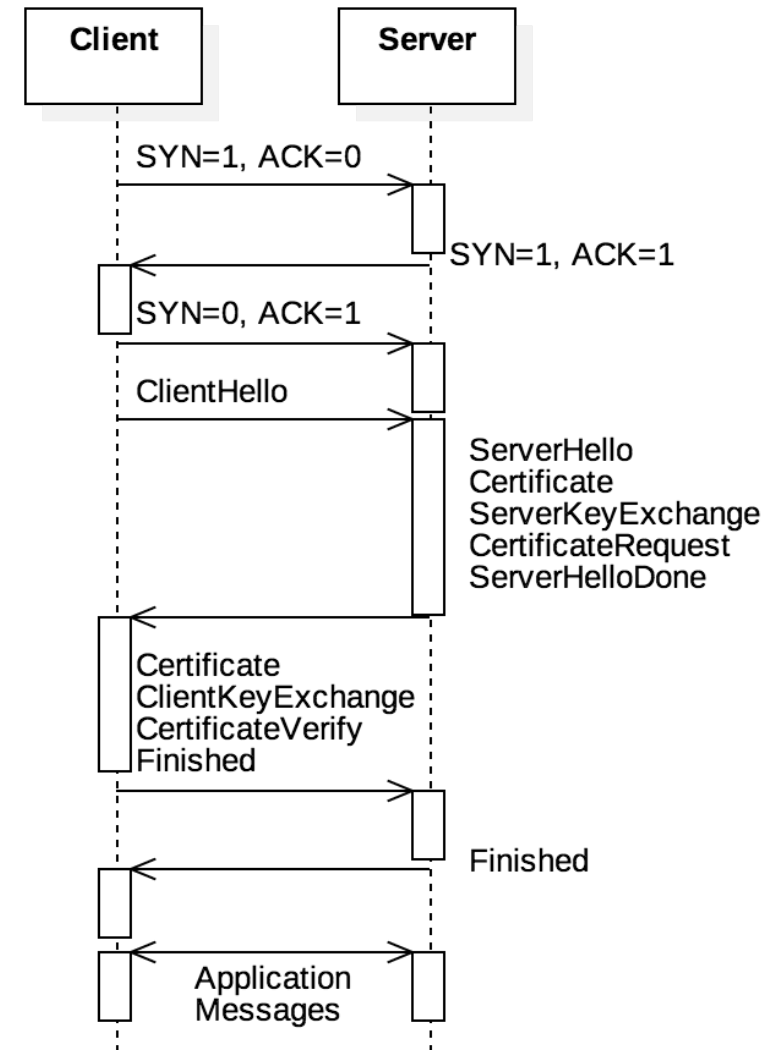 Client
Server
SYN=1, ACK=0
SYN=1, ACK=1
SYN=0, ACK=1
ClientHello
ServerHello
Certificate
ServerKeyExchange
CertificateRequest
ServerHelloDone
Certificate
ClientKeyExchange
CertificateVerify
Finished
Finished
Application
Messages